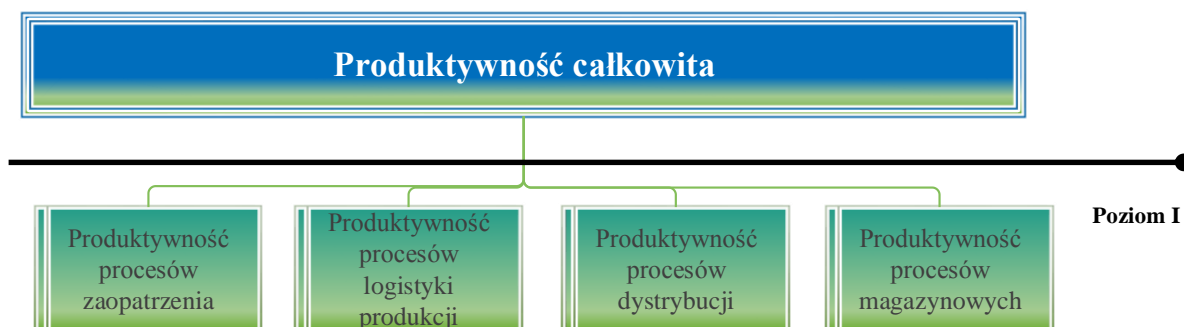 Produktywność całkowita
Poziom I
Produktywność
procesów
zaopatrzenia
Produktywność
procesów
logistyki
produkcji
Produktywność
procesów
dystrybucji
Produktywność
procesów
magazynowych